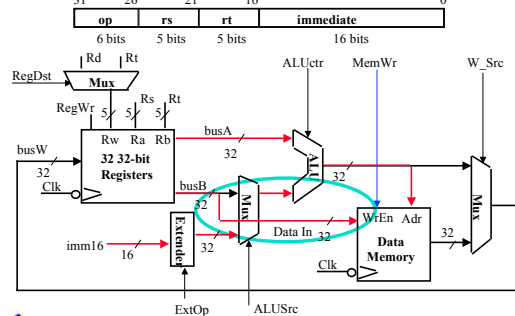 31 26 21 16 0
op rs rt immediate
6 bits 5 bits 5 bits 16 bits
Rd Rt
ALUctr MemWr W_Src
RegDst
Mux
RegWr Rs Rt
5 5 5
busA
Rw Ra Rb
busW
32
32 32-bit
Registers
32
ALU
32
Clk
busB
32
Mux
Mux
WrEn Adr
Data In 32
Data
Memory
32
imm16
16
Extender
32
Clk
ExtOp ALUSrc